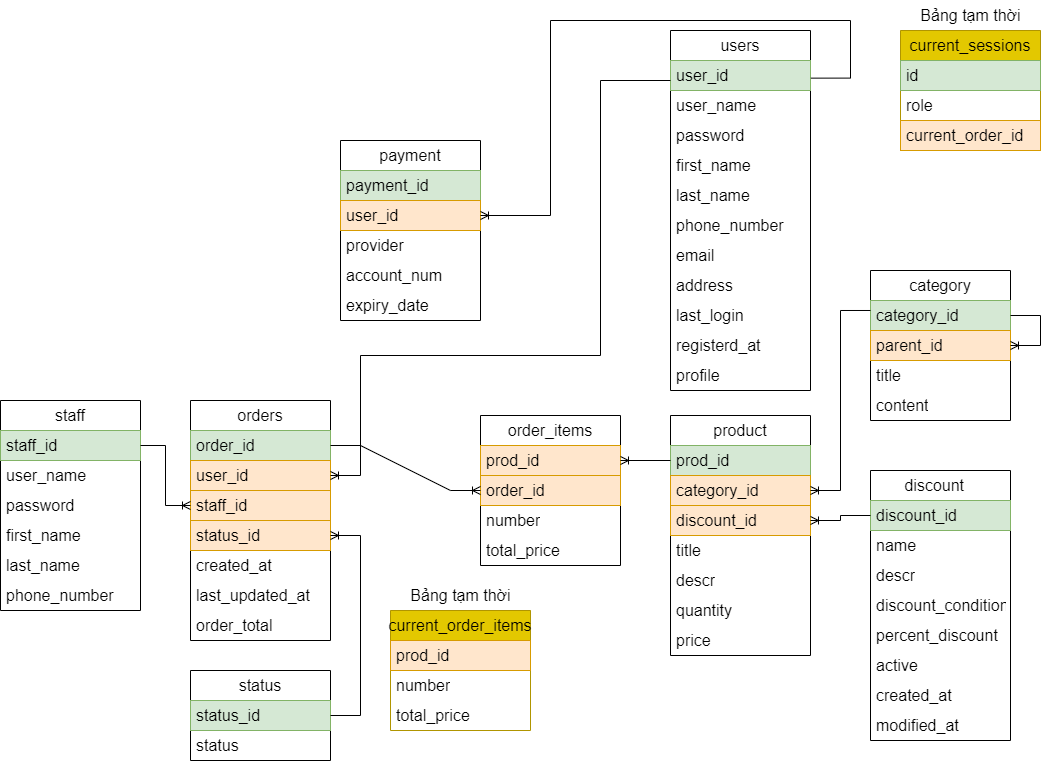 Bảng tạm thời
current_sessions
id
role
current_order_id
users
user_id
user_name
password
first_name
last_name
phone_number
email
address
last_login
registerd_at
profile
payment
payment_id
user_id
provider
account_num
expiry_date
category
category_id
parent_id
title
content
staff
staff_id
user_name
password
first_name
last_name
phone_number
orders
order_id
user_id
staff_id
status_id
created_at
last_updated_at
order_total
order_items
prod_id
order_id
number
total_price
product
prod_id
category_id
discount_id
title
descr
quantity
price
discount
discount_id
name
descr
discount_condition
percent_discount
active
created_at
modified_at
Bảng tạm thời
current_order_items
prod_id
number
total_price
status
status_id
status